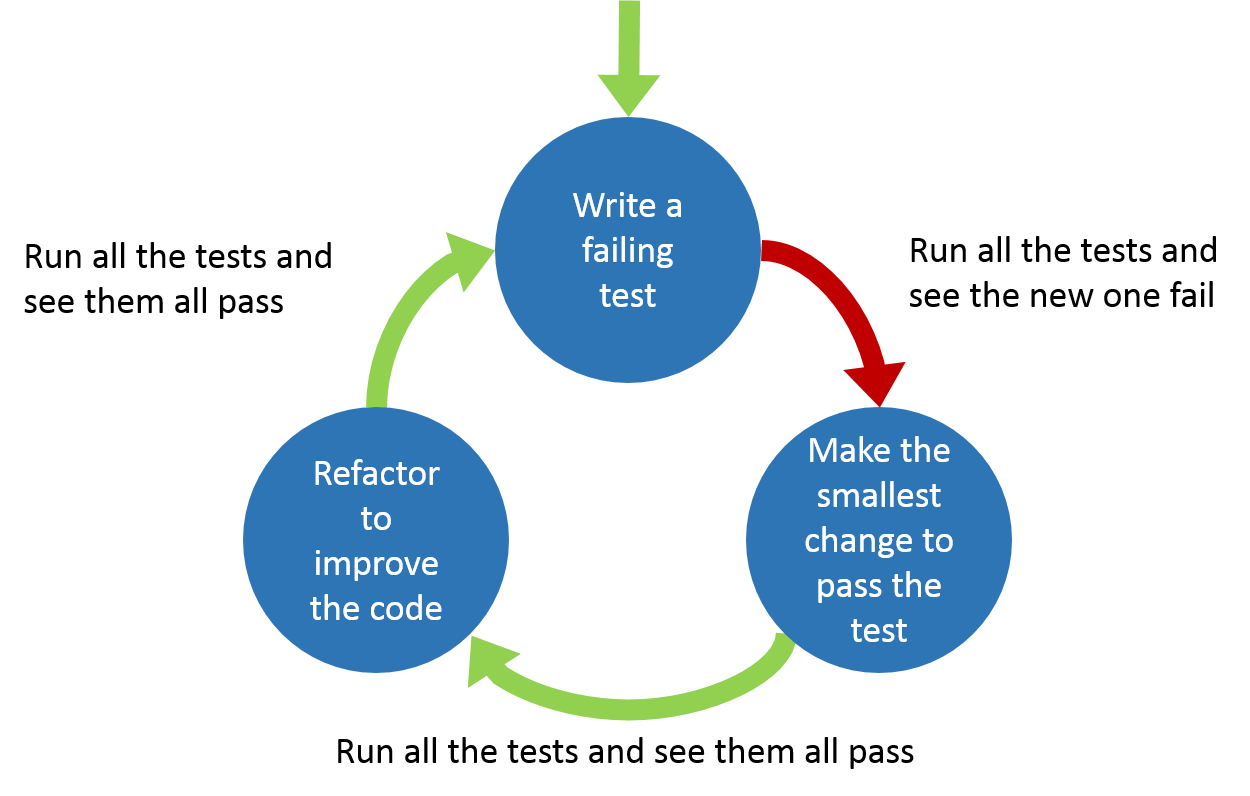 Write a
failing
test
Run all the tests and
see the new one fail
Make the
smallest
change to
pass the
test
Run all the tests and see them all pass
Refactor
to
improve
the code
Run all the tests and
see them all pass